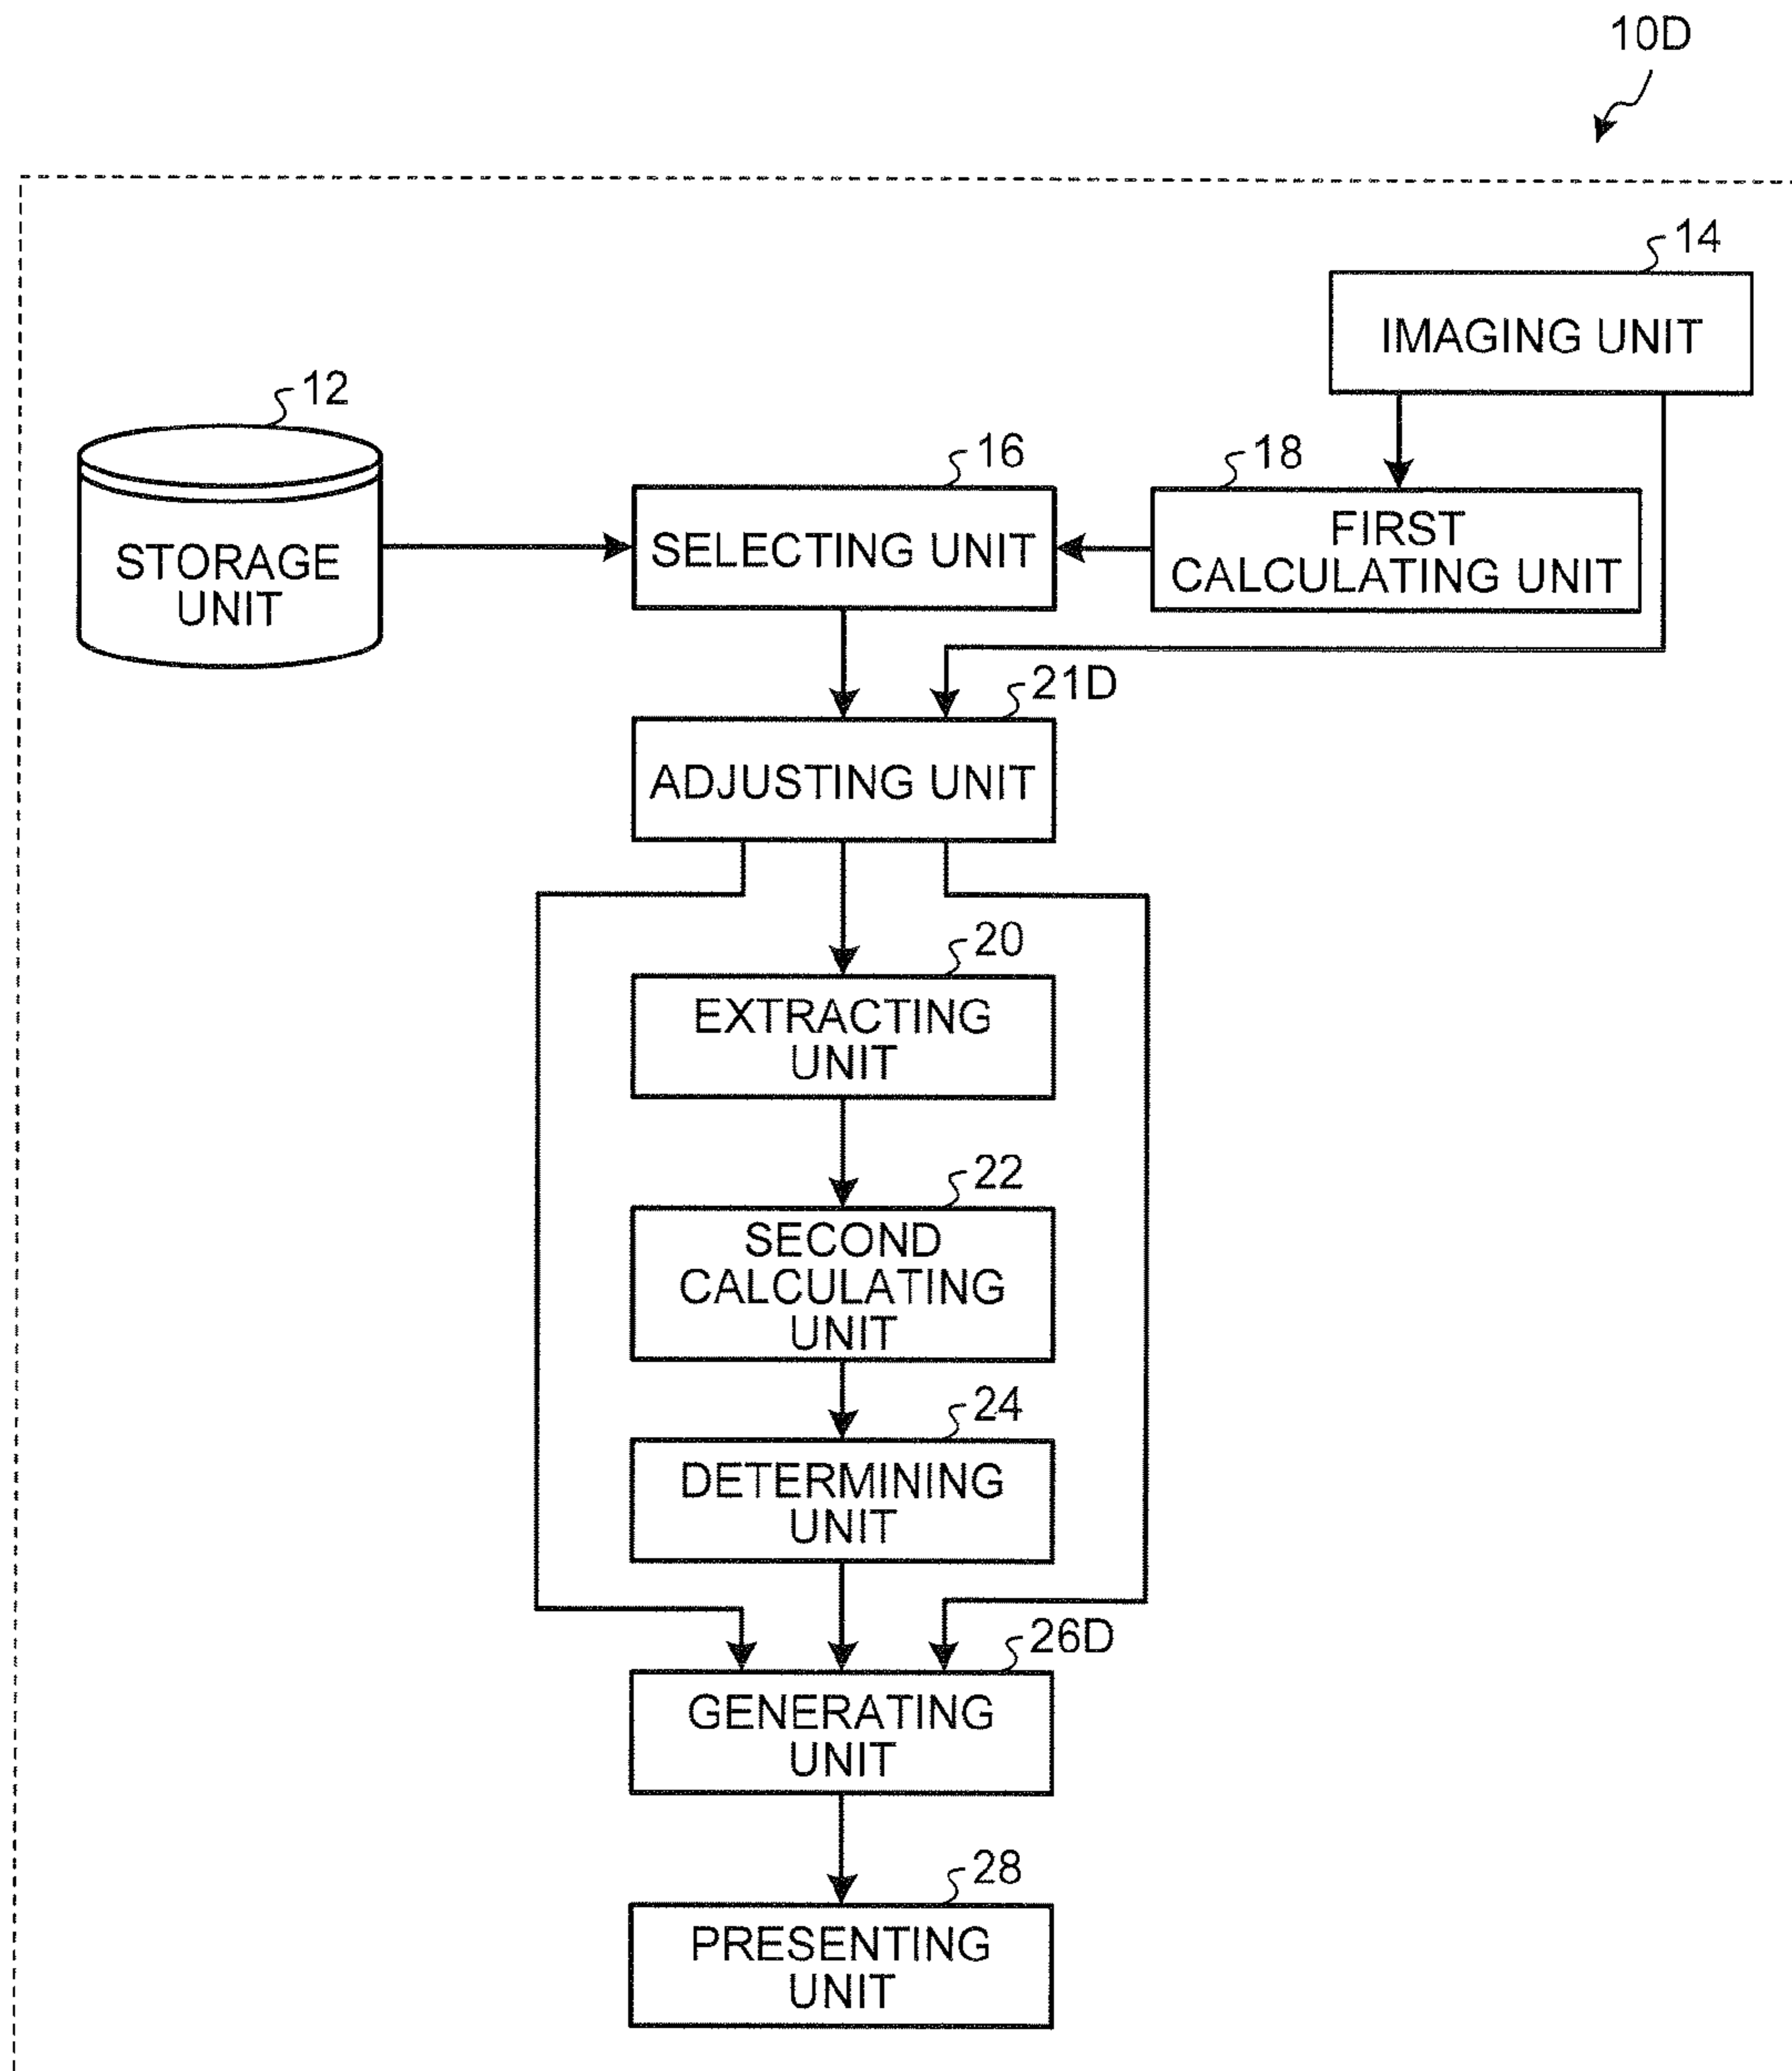 10D
14
IMAGING UNIT
12
STORAGE
UNIT
16
SELECTING UNIT
18
FIRST
CALCULATING UNIT
21D
ADJUSTING UNIT
20
EXTRACTING
UNIT
22
SECOND
CALCULATING
UNIT
24
DETERMINING
UNIT
26D
GENERATING
UNIT
28
PRESENTING
UNIT